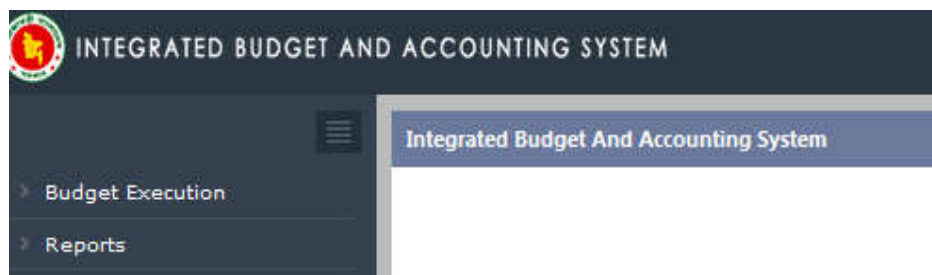 INTEGRATED BUDGET AND ACCOUNTING SYSTEM
Integrated Budget And Accounting System
Budget Execution
Reports